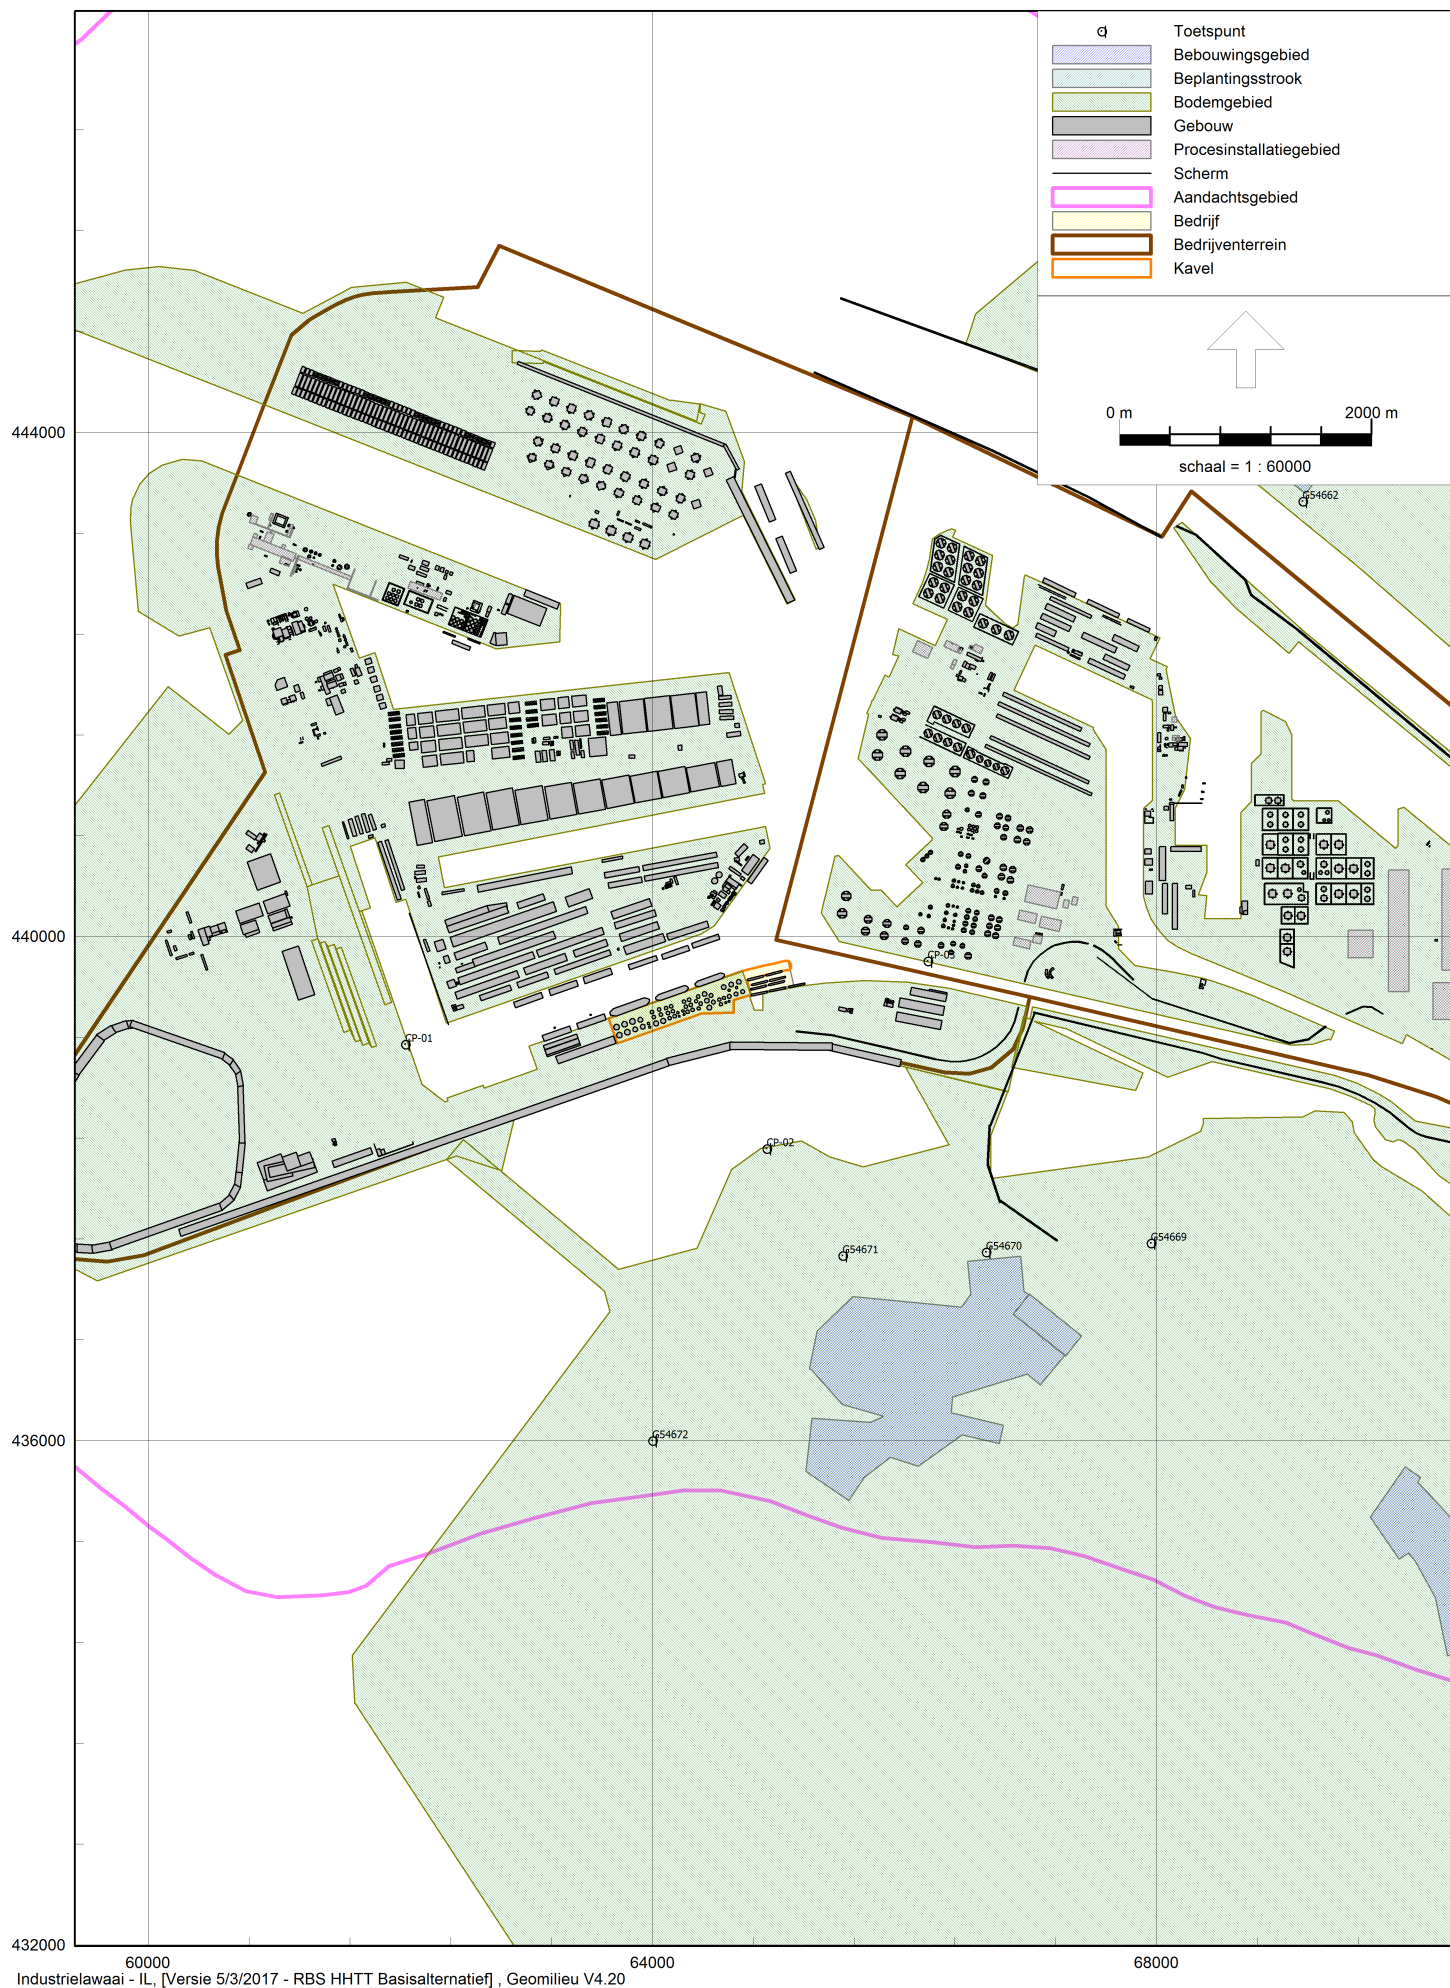 Toetspunt
Bebouwingsgebied
Beplantingsstrook
Bodemgebied
Gebouw
Procesinstallatiegebied
Scherm
Aandachtsgebied
Bedrijf
Bedrijventerrein
Kavel
0 m 2000 m
schaal = 1 : 60000
444000
G54662
440000
CP-03
CP-01
CP-02
G54669
G54670
G54671
436000
G54672
432000
60000 64000 68000
Industrielawaai - IL, [Versie 5/3/2017 - RBS HHTT Basisalternatief] , Geomilieu V4.20